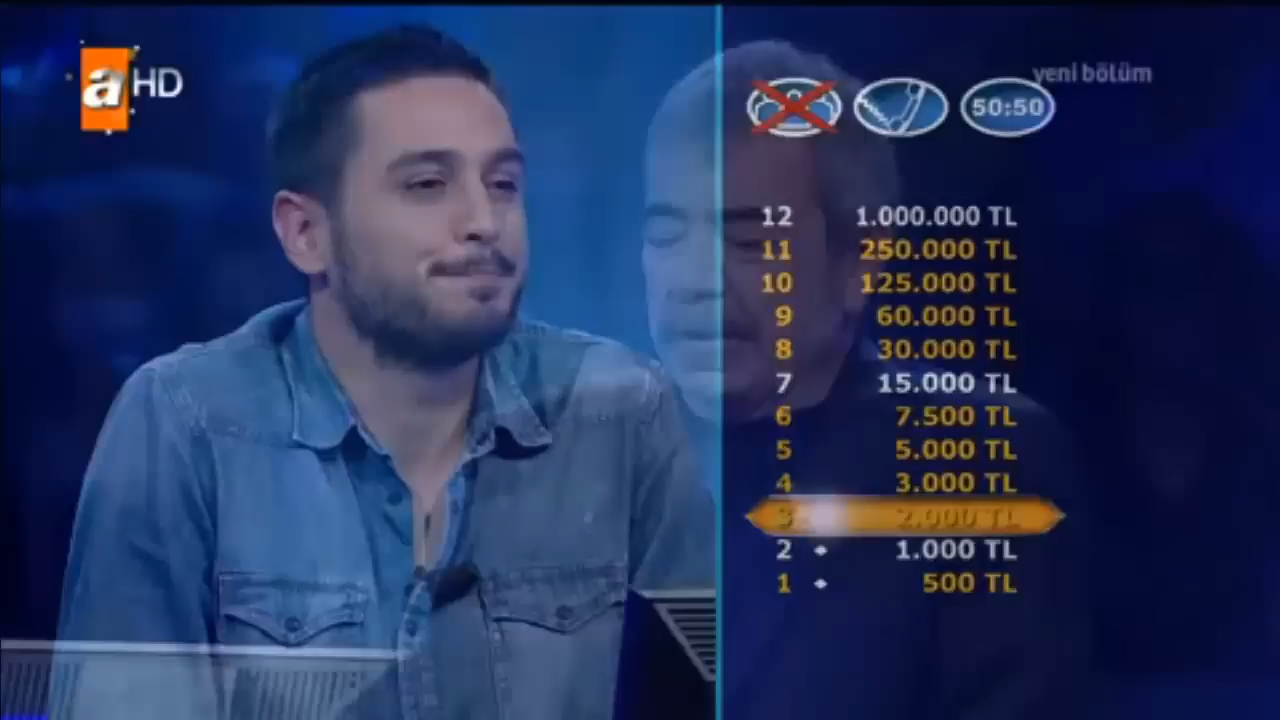 a HD
yeni bölüm
50:50
12 1.000.000 TL
11 250.000 TL
10 125.000 TL
9 60.000 TL
8 30.000 TL
7 15.000 TL
6 7.500 TL
5 5.000 TL
4 3.000 TL
3 2.000 TL
2 1.000 TL
1 500 TL